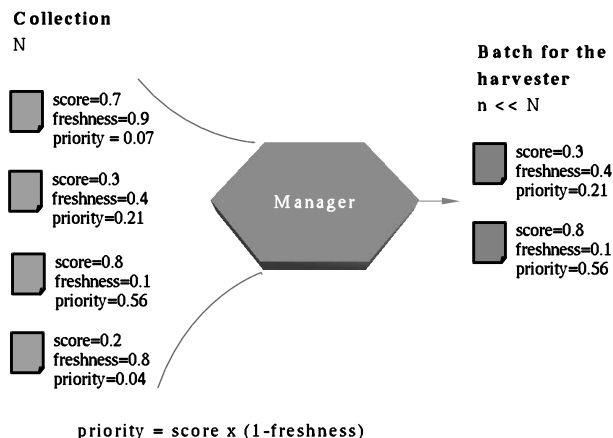 Collection
N
score=0.7
freshness=0.9
priority = 0.07
score=0.3
freshness=0.4
priority=0.21
score=0.8
freshness=0.1
priority=0.56
score=0.2
freshness=0.8
priority=0.04
Manager
Batch for the
harvester
n << N
score=0.3
freshness=0.4
priority=0.21
score=0.8
freshness=0.1
priority=0.56
priority = score x (1-freshness)